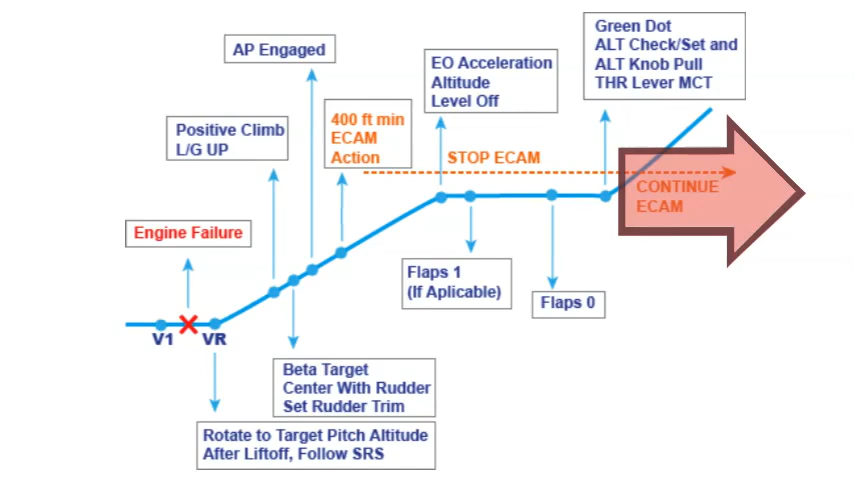 Green Dot
ALT Check/Set and
ALT Knob Pull
THR Lever MCT
AP Engaged
EO Acceleration
Altitude
Level Off
400 ft min
ECAM
Action
Positive Climb
L/G UP
STOP ECAM
CONTINUE
ECAM
Engine Failure
Flaps 1
(If Aplicable)
Flaps 0
V1
VR
Beta Target
Center With Rudder
Set Rudder Trim
Rotate to Target Pitch Altitude
After Liftoff, Follow SRS